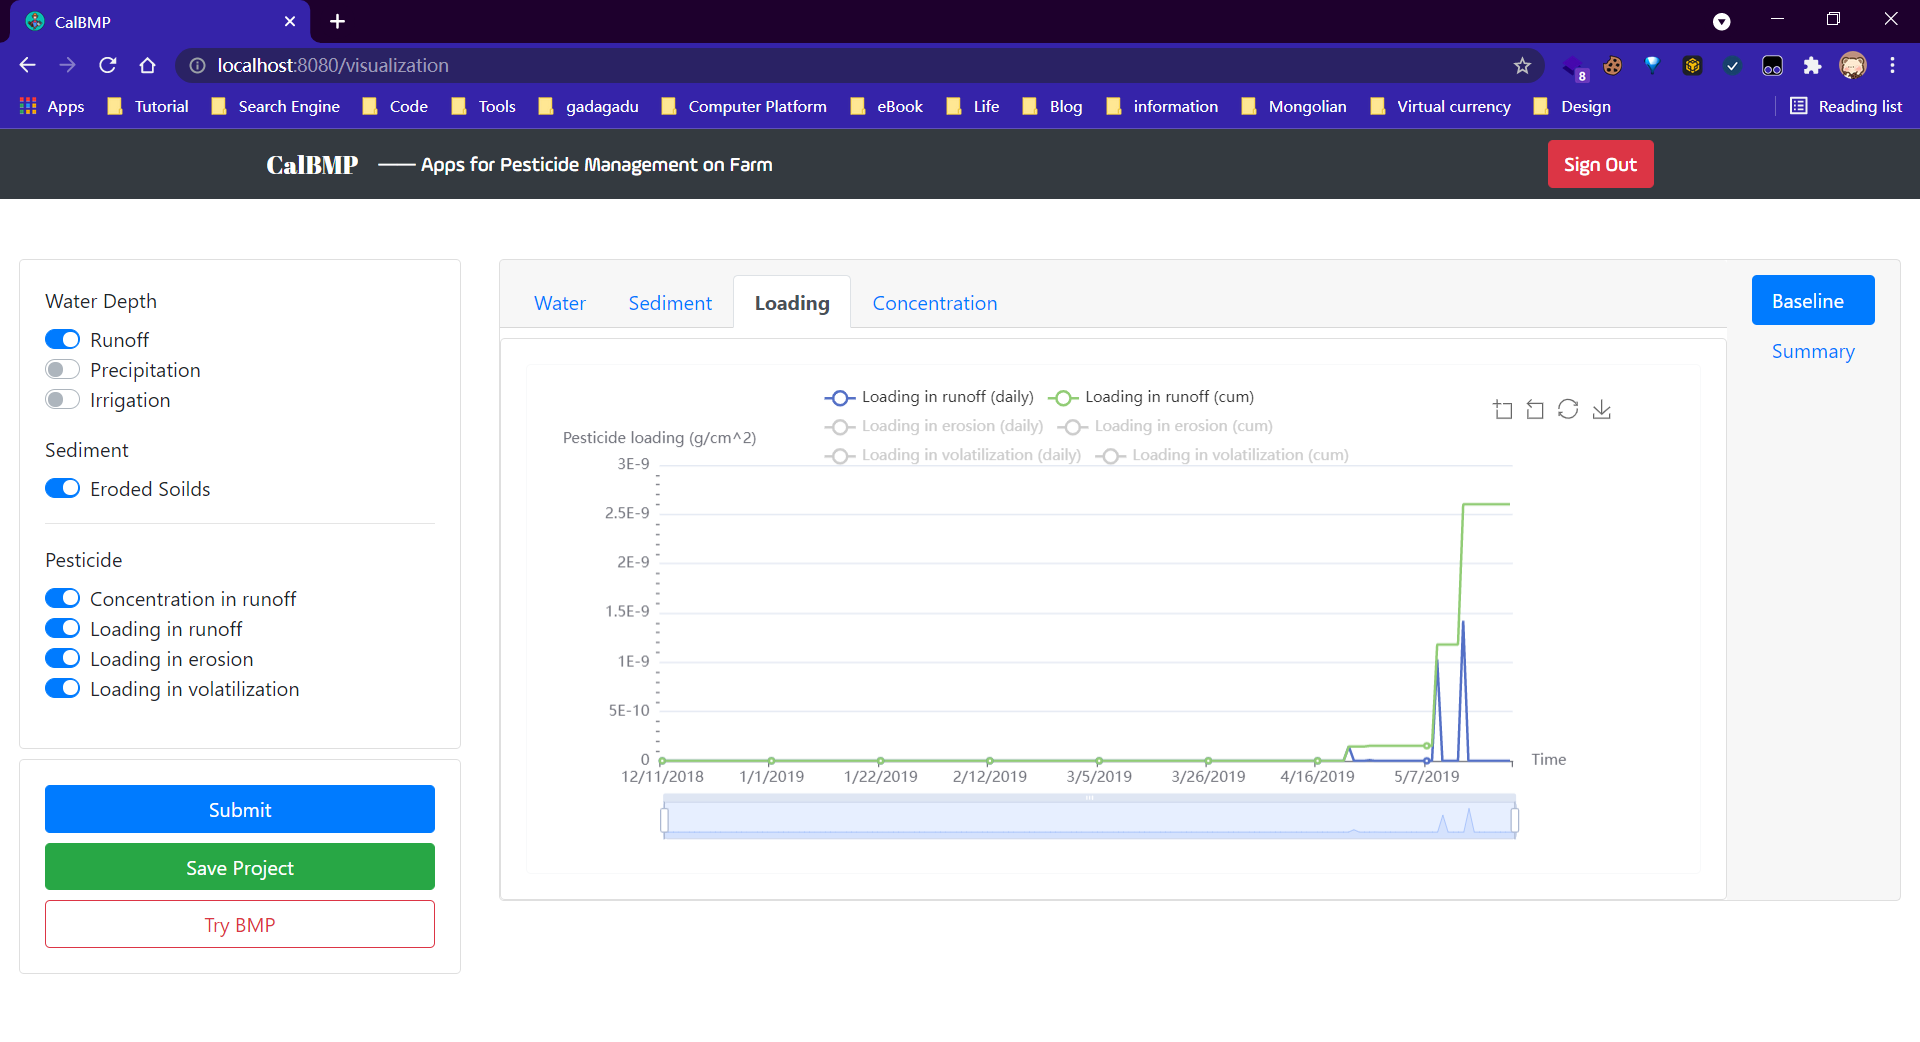 CalBMP
localhost:8080/visualization
8
Apps Tutorial Search Engine Code Tools gadagadu Computer Platform eBook Life Blog information Mongolian Virtual currency Design Reading list
CalBMP —— Apps for Pesticide Management on Farm
Sign Out
Water Depth
Runoff
Precipitation
Irrigation
Sediment
Eroded Soilds
Pesticide
Concentration in runoff
Loading in runoff
Loading in erosion
Loading in volatilization
Submit
Save Project
Try BMP
Water Sediment Loading Concentration
Baseline
Summary
Loading in runoff (daily) Loading in runoff (cum)
Loading in erosion (daily) Loading in erosion (cum)
Loading in volatilization (daily) Loading in volatilization (cum)
Pesticide loading (g/cm^2)
3E-9
2.5E-9
2E-9
1.5E-9
1E-9
5E-10
0
Time
12/11/2018 1/1/2019 1/22/2019 2/12/2019 3/5/2019 3/26/2019 4/16/2019 5/7/2019